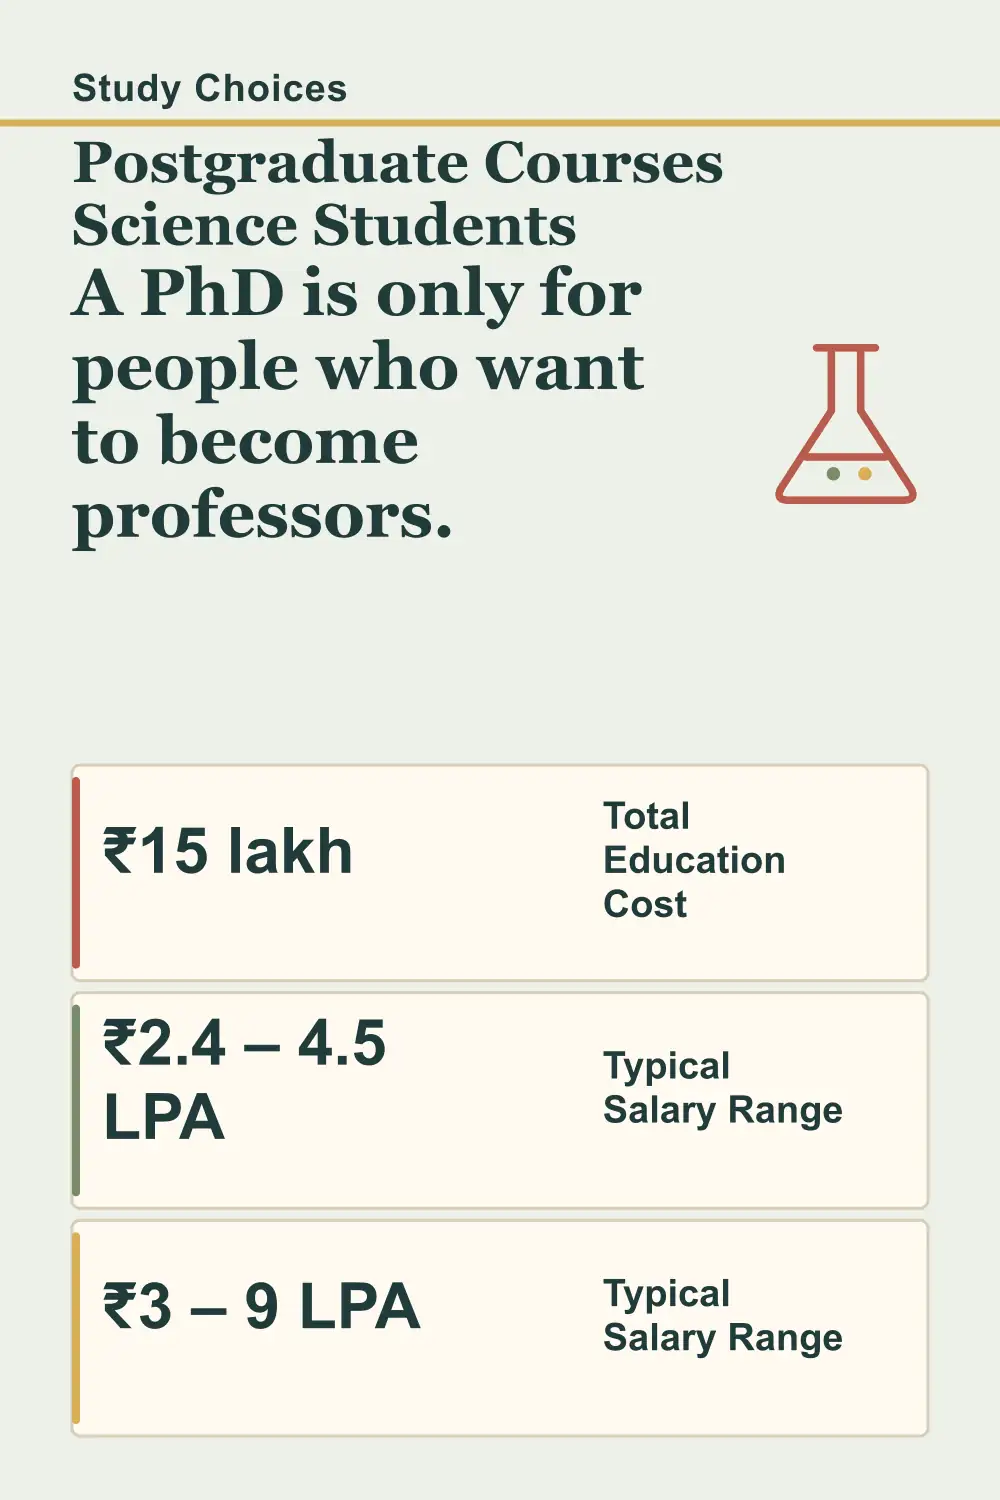 Study Choices
Postgraduate Courses
Science Students
A PhD is only for
people who want
to become
professors.
₹15 lakh
Total
Education
Cost
₹2.4 – 4.5
LPA
Typical
Salary Range
₹3 – 9 LPA
Typical
Salary Range